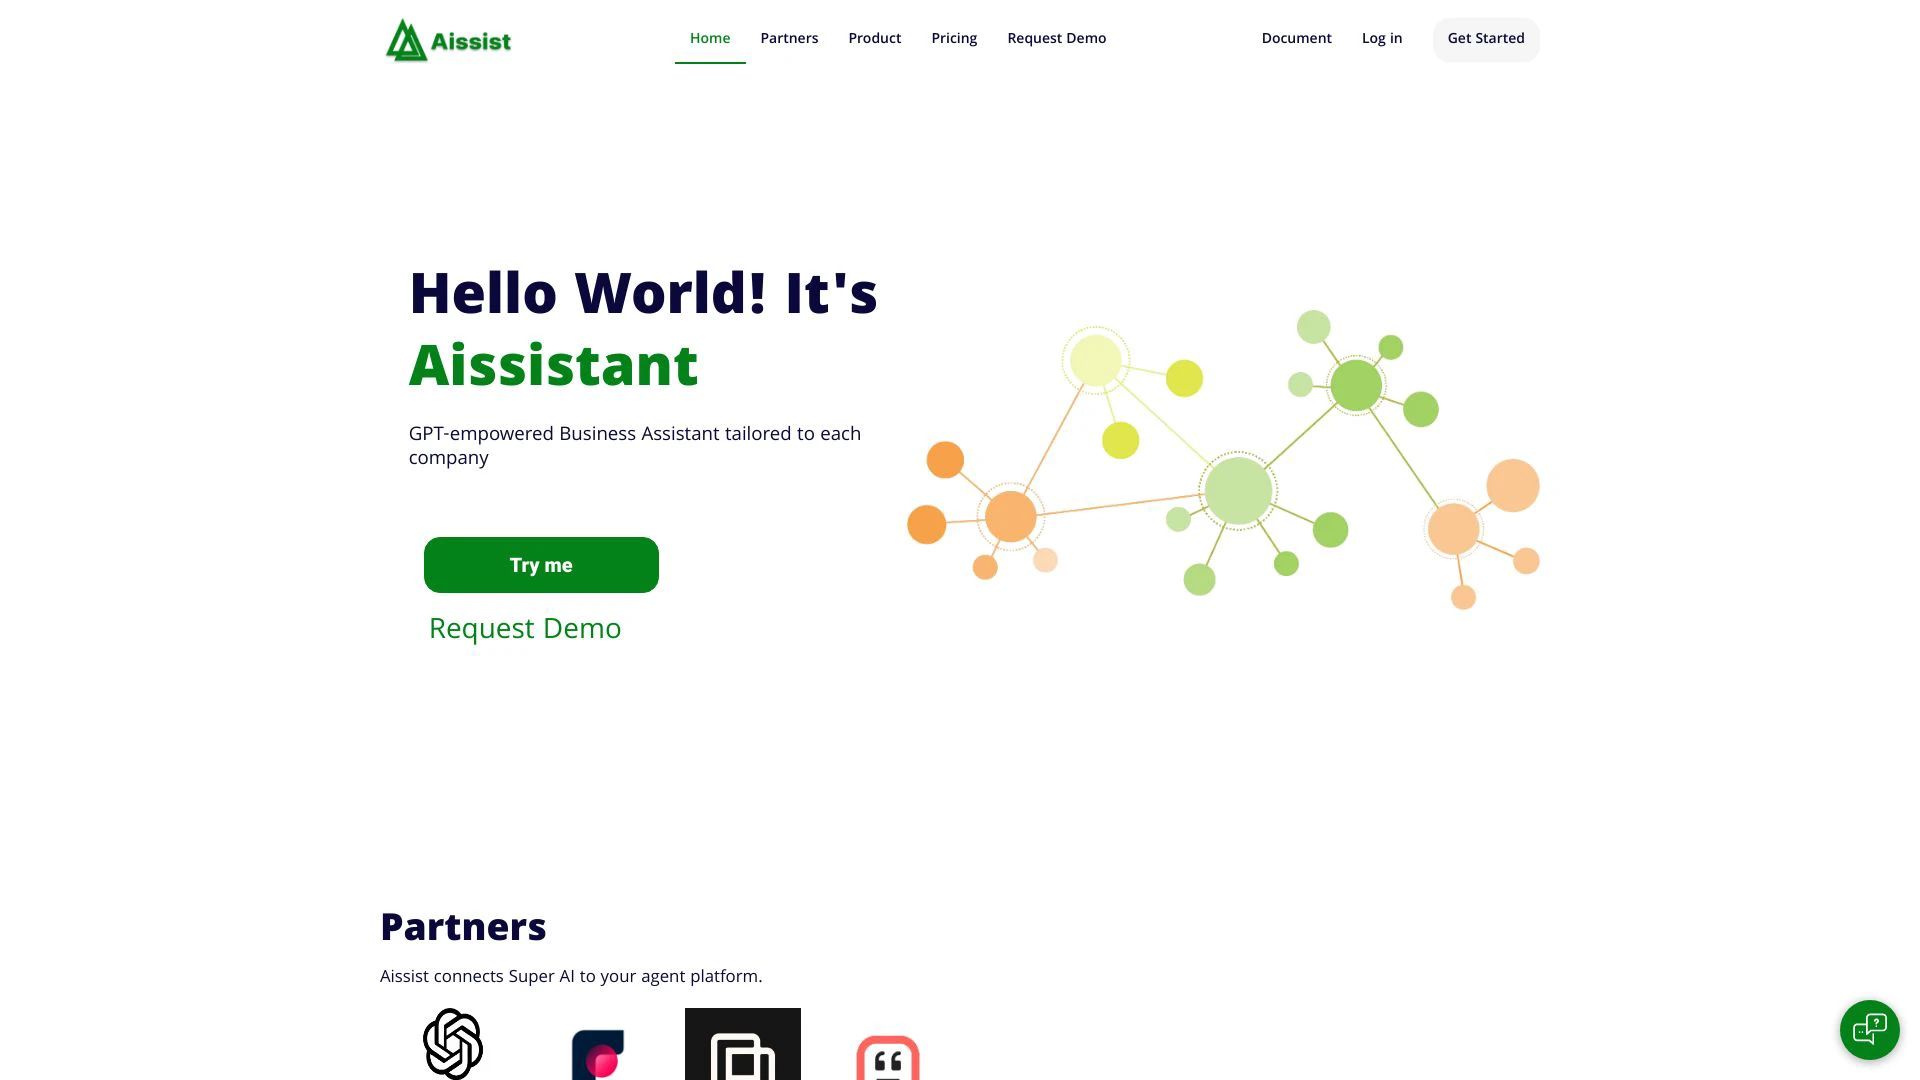 Aissist
Home
Partners
Product
Pricing
Request Demo
Document
Log in
Get Started
Hello World! It's
Aissistant
GPT-empowered Business Assistant tailored to each
company
Try me
Request Demo
Partners
Aissist connects Super AI to your agent platform.